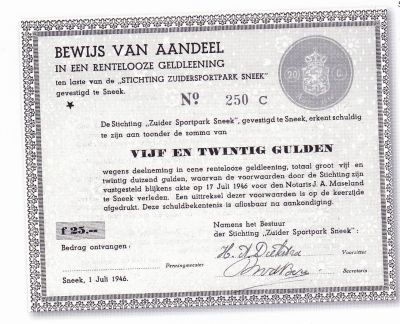 BEWIJS VAN AANDEEL
IN EEN RENTELOOZE GELDLEENING
ten laste van de „STICHTING ZUIDERSPORTPARK SNEEK"
gevestigd te Sneek.
No 250 C
20 G
De Stichting „Zuider Sportpark Sneek", gevestigd te Sneek, erkent schuldig
te zijn aan toonder de somma van
VIJF EN TWINTIG GULDEN
wegens deelneming in eene rentelooze geldleening, totaal groot vijf en
twintig duizend gulden, waarvan de voorwaarden door de Stichting zijn
vastgesteld blijkens akte op 17 Juli 1946 voor den Notaris J. A. Maseland
te Sneek verleden. Een uittreksel dezer voorwaarden is op de keerzijde
afgedrukt. Deze schuldbekentenis is aflosbaar na aankondiging.
f 25.—
Namens het Bestuur
der Stichting „Zuider Sportpark Sneek":
Bedrag ontvangen:
H. A. Dijkstra
Voorzitter
Penningmeester
Secretaris
Sneek, 1 Juli 1946.